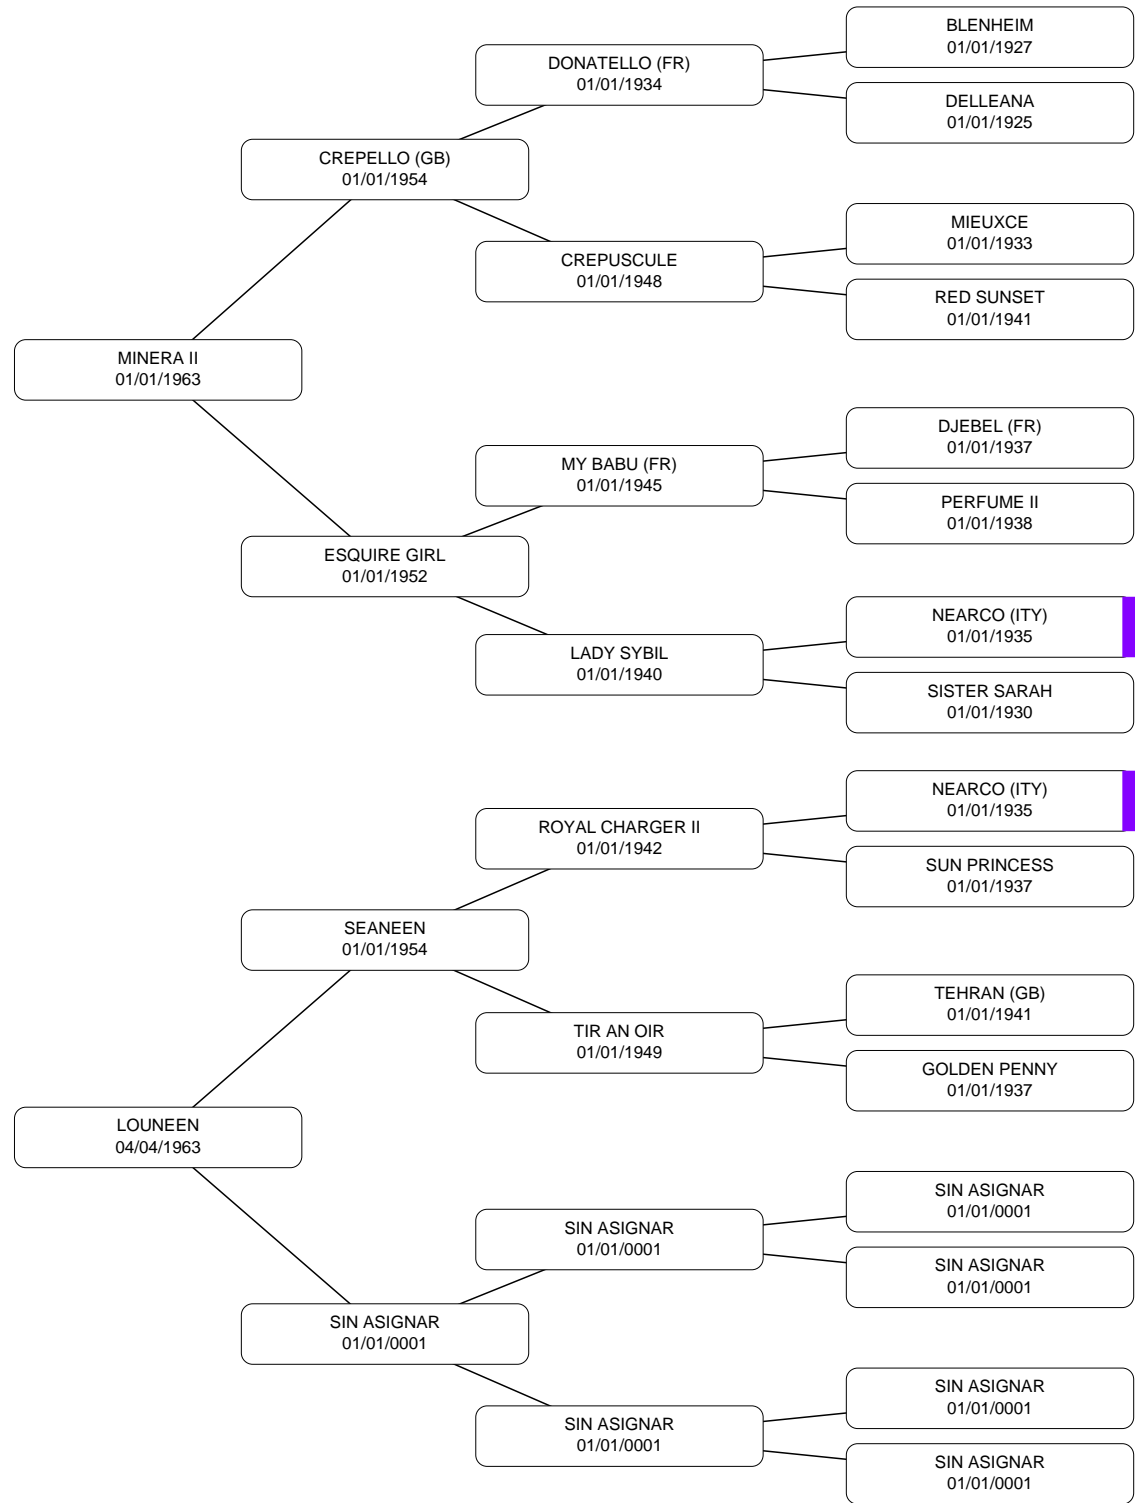 BLENHEIM
01/01/1927
DONATELLO (FR)
01/01/1934
DELLEANA
01/01/1925
CREPELLO (GB)
01/01/1954
MIEUXCE
01/01/1933
CREPUSCULE
01/01/1948
RED SUNSET
01/01/1941
MINERA II
01/01/1963
DJEBEL (FR)
01/01/1937
MY BABU (FR)
01/01/1945
PERFUME II
01/01/1938
ESQUIRE GIRL
01/01/1952
NEARCO (ITY)
01/01/1935
LADY SYBIL
01/01/1940
SISTER SARAH
01/01/1930
NEARCO (ITY)
01/01/1935
ROYAL CHARGER II
01/01/1942
SUN PRINCESS
01/01/1937
SEANEEN
01/01/1954
TEHRAN (GB)
01/01/1941
TIR AN OIR
01/01/1949
GOLDEN PENNY
01/01/1937
LOUNEEN
04/04/1963
SIN ASIGNAR
01/01/0001
SIN ASIGNAR
01/01/0001
SIN ASIGNAR
01/01/0001
SIN ASIGNAR
01/01/0001
SIN ASIGNAR
01/01/0001
SIN ASIGNAR
01/01/0001
SIN ASIGNAR
01/01/0001